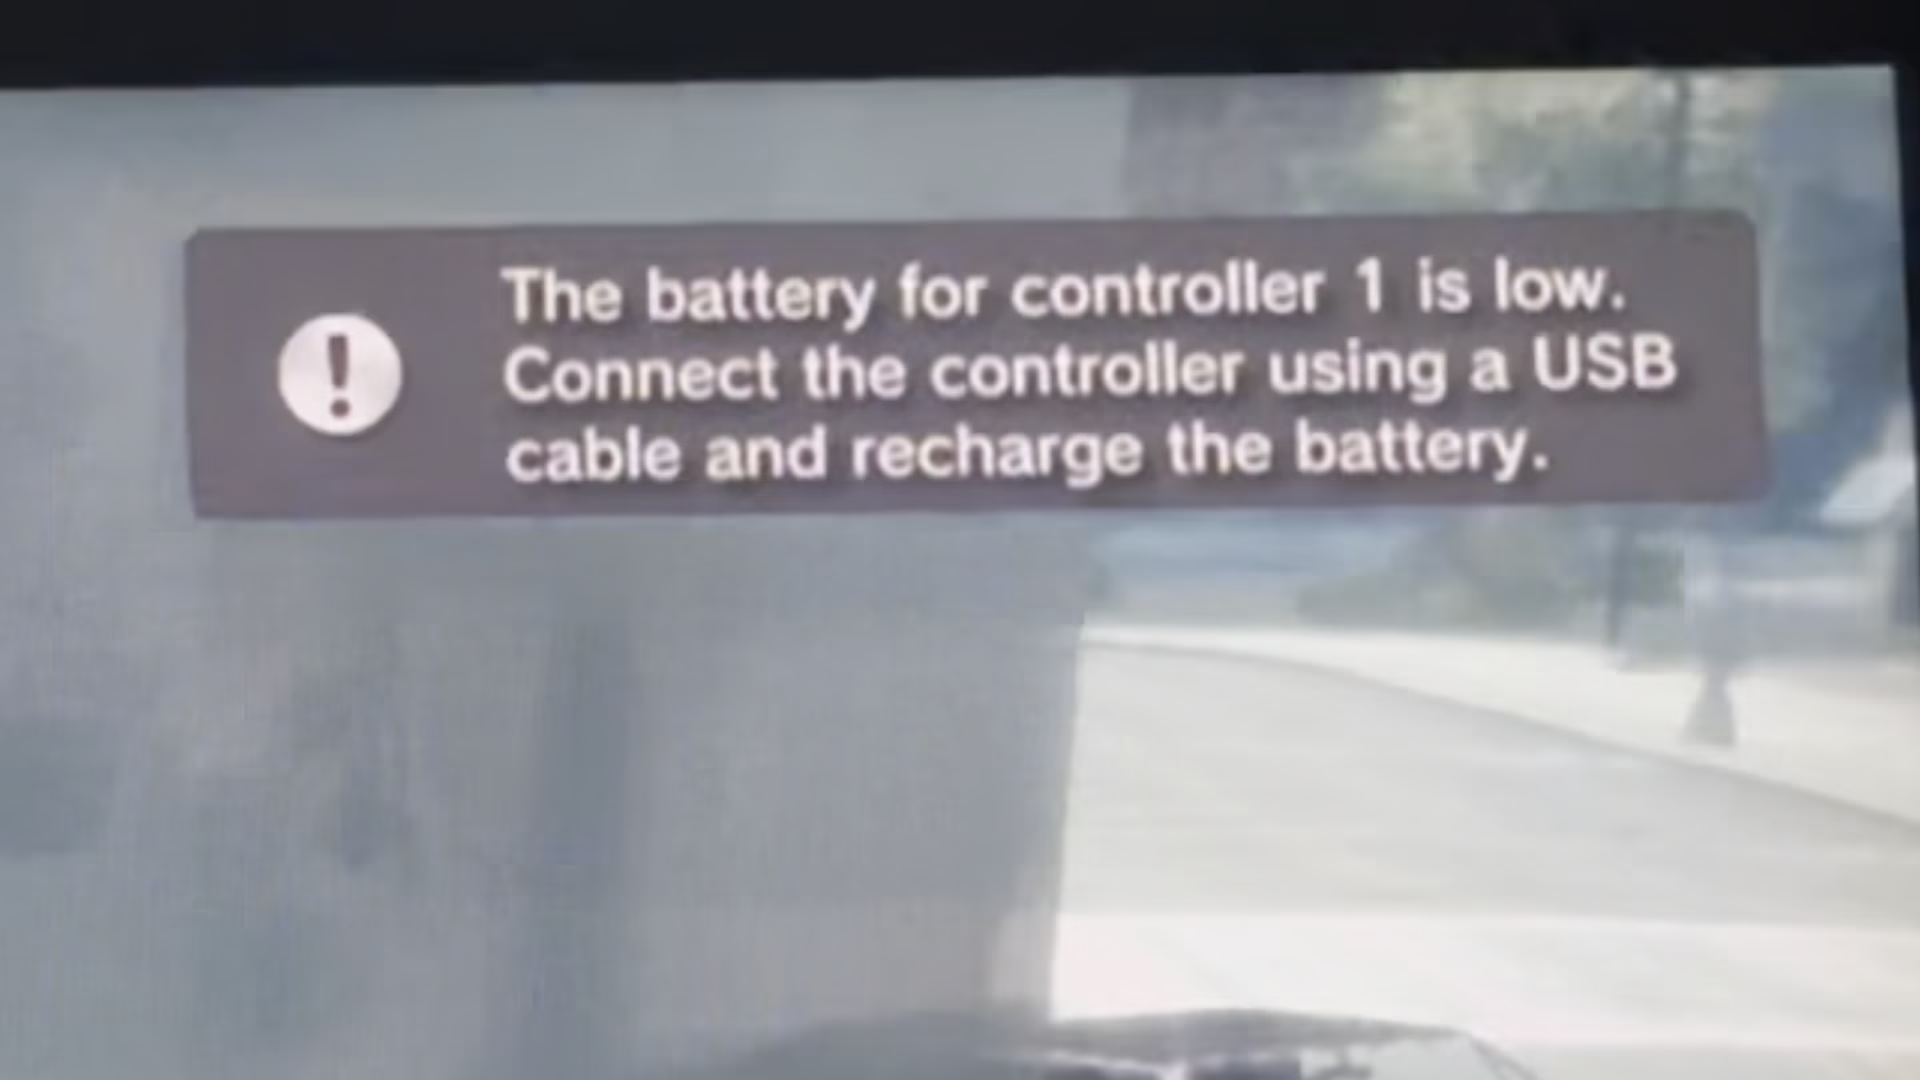 The battery for controller 1 is low.
Connect the controller using a USB
cable and recharge the battery.